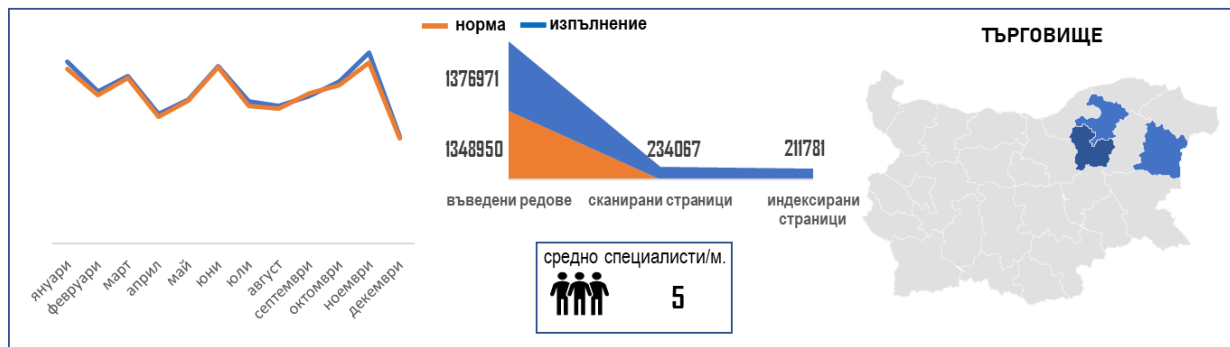 норма изпълнение
ТЪРГОВИЩЕ
1376971
1348950
234067
211781
въведени редове
сканирани страници
индексирани
страници
средно специалисти/м.
5
януари
февруари
март
април
май
юни
юли
август
септември
октомври
ноември
декември